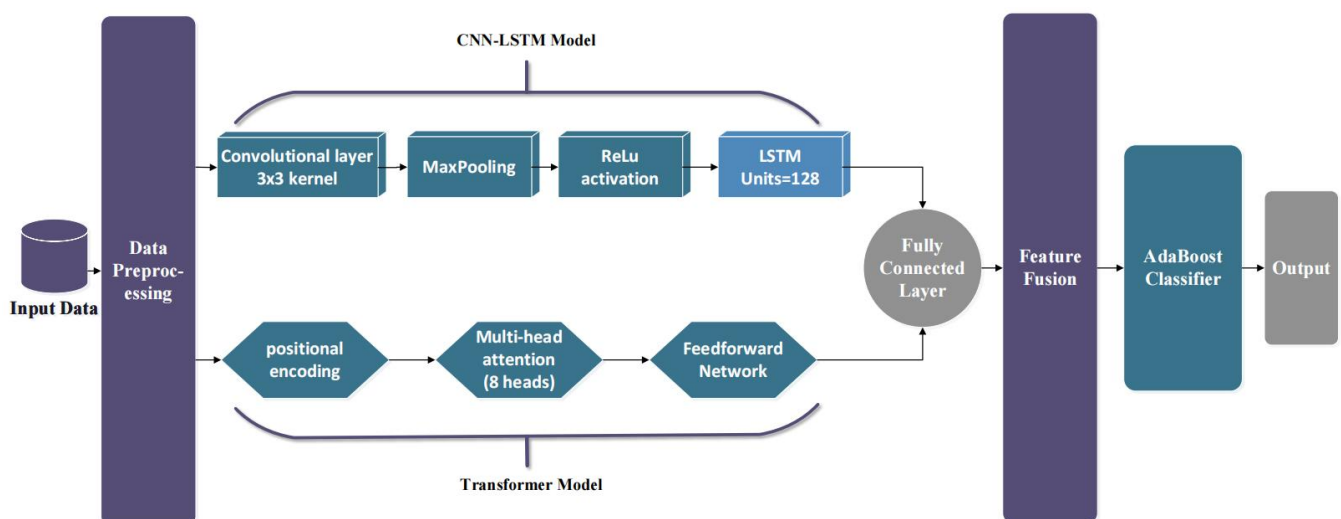 CNN-LSTM Model
Convolutional layer
3x3 kernel
MaxPooling
ReLu
activation
LSTM
Units=128
Input Data
Data
Preproc-
essing
Fully
Connected
Layer
Feature
Fusion
AdaBoost
Classifier
Output
positional
encoding
Multi-head
attention
(8 heads)
Feedforward
Network
Transformer Model